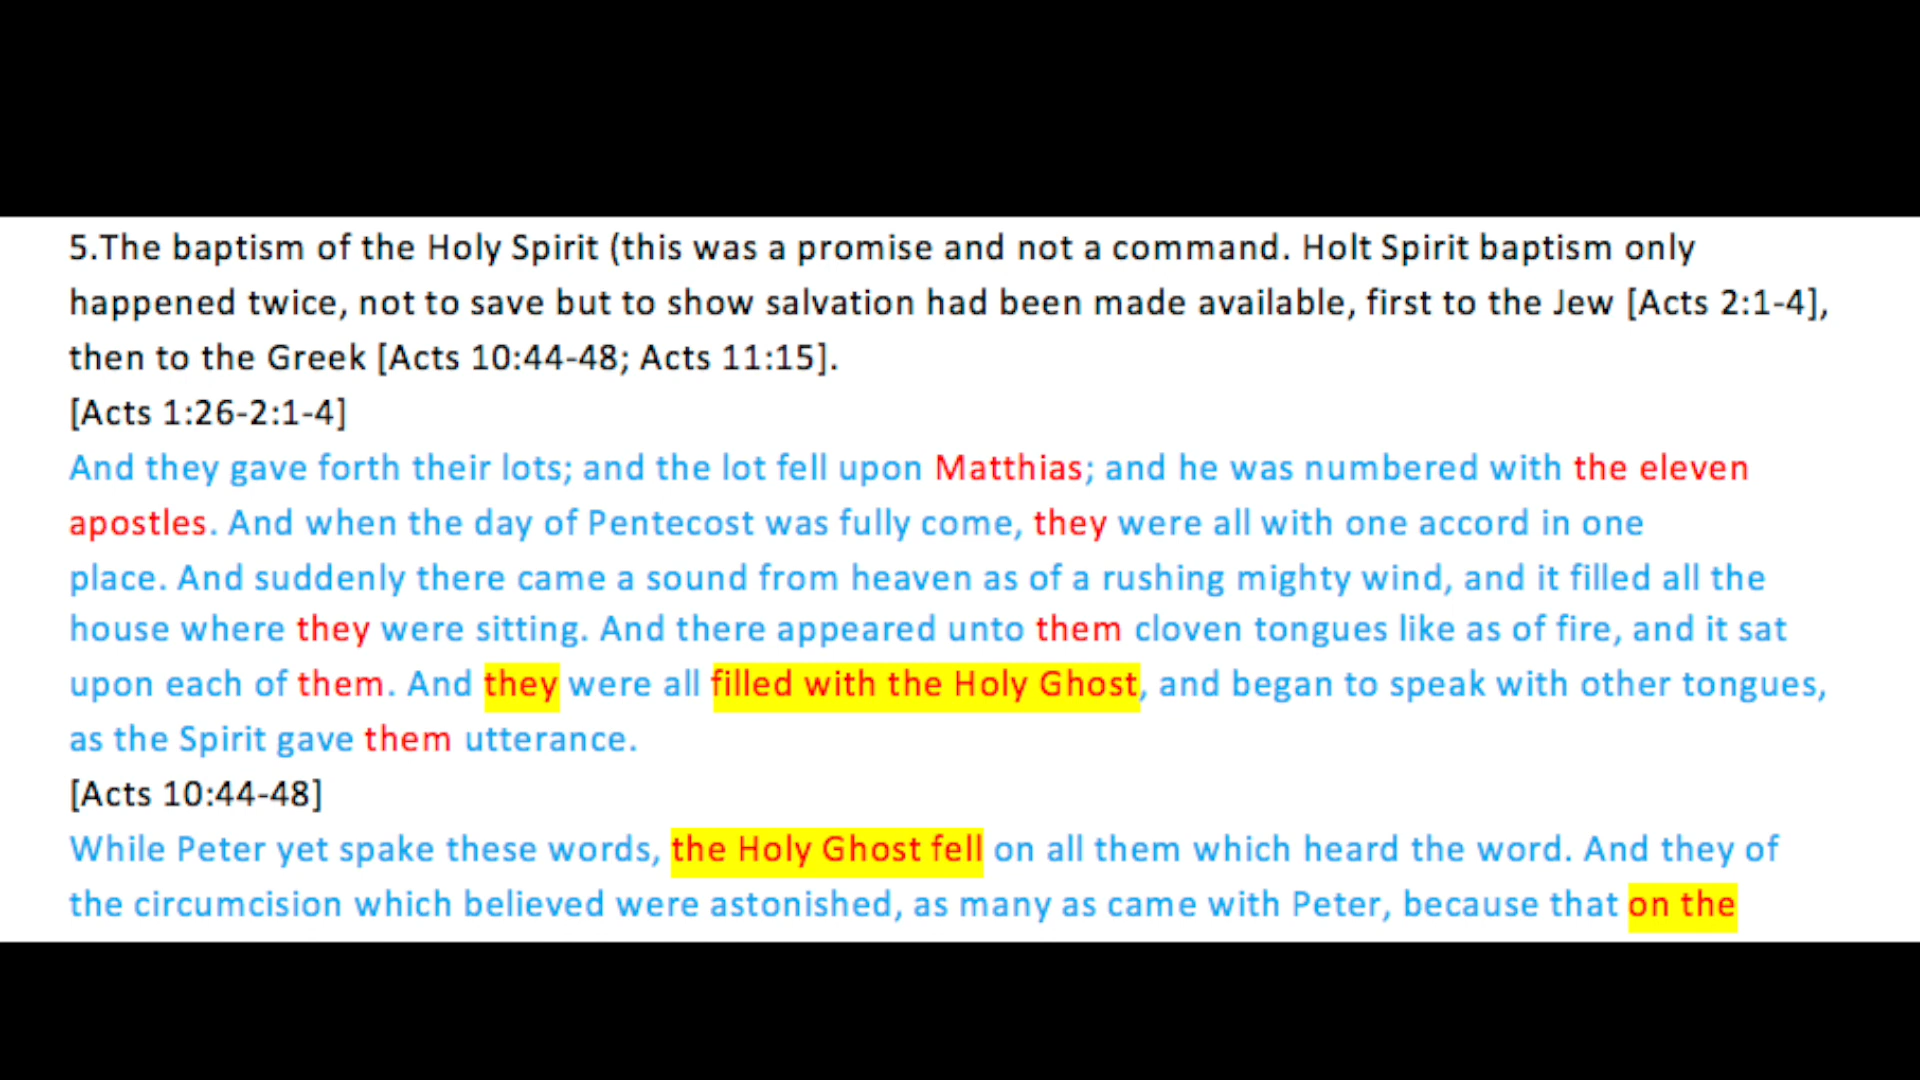 5.The baptism of the Holy Spirit (this was a promise and not a command. Holt Spirit baptism only
happened twice, not to save but to show salvation had been made available, first to the Jew [Acts 2:1-4],
then to the Greek [Acts 10:44-48; Acts 11:15].
[Acts 1:26-2:1-4]
And they gave forth their lots; and the lot fell upon Matthias; and he was numbered with the eleven
apostles. And when the day of Pentecost was fully come, they were all with one accord in one
place. And suddenly there came a sound from heaven as of a rushing mighty wind, and it filled all the
house where they were sitting. And there appeared unto them cloven tongues like as of fire, and it sat
upon each of them. And they were all filled with the Holy Ghost, and began to speak with other tongues,
as the Spirit gave them utterance.
[Acts 10:44-48]
While Peter yet spake these words, the Holy Ghost fell on all them which heard the word. And they of
the circumcision which believed were astonished, as many as came with Peter, because that on the